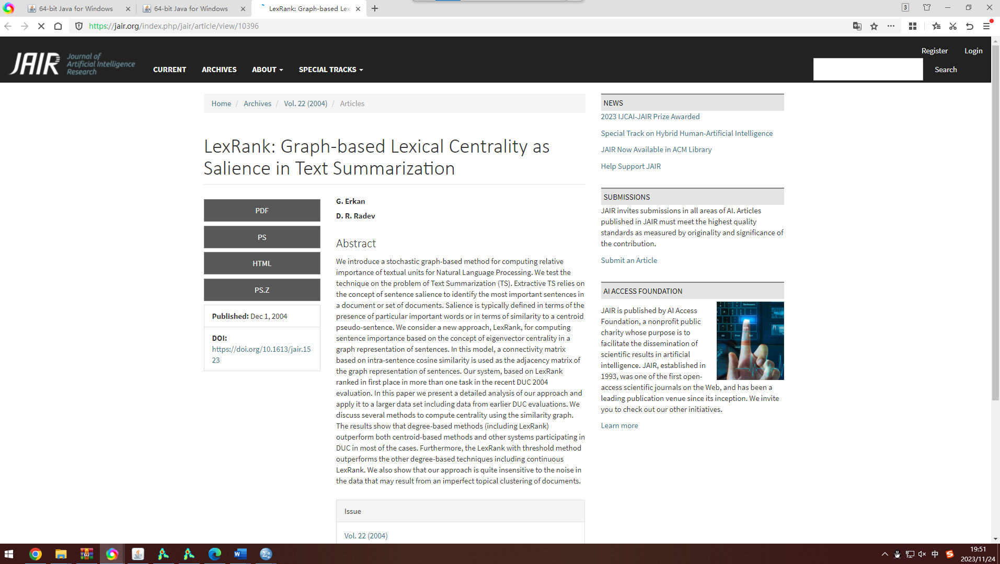 64-bit Java for Windows
64-bit Java for Windows
LexRank: Graph-based Lex
3
https://jair.org/index.php/jair/article/view/10396
JAIR
Journal of
Artificial Intelligence
Research
CURRENT
ARCHIVES
ABOUT
SPECIAL TRACKS
Register
Login
Search
Home / Archives / Vol. 22 (2004) / Articles
LexRank: Graph-based Lexical Centrality as
Salience in Text Summarization
PDF
PS
HTML
PS.Z
Published: Dec 1, 2004
DOI:
https://doi.org/10.1613/jair.15
23
G. Erkan
D. R. Radev
Abstract
We introduce a stochastic graph-based method for computing relative
importance of textual units for Natural Language Processing. We test the
technique on the problem of Text Summarization (TS). Extractive TS relies on
the concept of sentence salience to identify the most important sentences in
a document or set of documents. Salience is typically defined in terms of the
presence of particular important words or in terms of similarity to a centroid
pseudo-sentence. We consider a new approach, LexRank, for computing
sentence importance based on the concept of eigenvector centrality in a
graph representation of sentences. In this model, a connectivity matrix
based on intra-sentence cosine similarity is used as the adjacency matrix of
the graph representation of sentences. Our system, based on LexRank
ranked in first place in more than one task in the recent DUC 2004
evaluation. In this paper we present a detailed analysis of our approach and
apply it to a larger data set including data from earlier DUC evaluations. We
discuss several methods to compute centrality using the similarity graph.
The results show that degree-based methods (including LexRank)
outperform both centroid-based methods and other systems participating in
DUC in most of the cases. Furthermore, the LexRank with threshold method
outperforms the other degree-based techniques including continuous
LexRank. We also show that our approach is quite insensitive to the noise in
the data that may result from an imperfect topical clustering of documents.
Issue
Vol. 22 (2004)
NEWS
2023 IJCAI-JAIR Prize Awarded
Special Track on Hybrid Human-Artificial Intelligence
JAIR Now Available in ACM Library
Help Support JAIR
SUBMISSIONS
JAIR invites submissions in all areas of AI. Articles
published in JAIR must meet the highest quality
standards as measured by originality and significance of
the contribution.
Submit an Article
AI ACCESS FOUNDATION
JAIR is published by AI Access
Foundation, a nonprofit public
charity whose purpose is to
facilitate the dissemination of
scientific results in artificial
intelligence. JAIR, established in
1993, was one of the first open-
access scientific journals on the Web, and has been a
leading publication venue since its inception. We invite
you to check out our other initiatives.
Learn more
中
19:51
2023/11/24